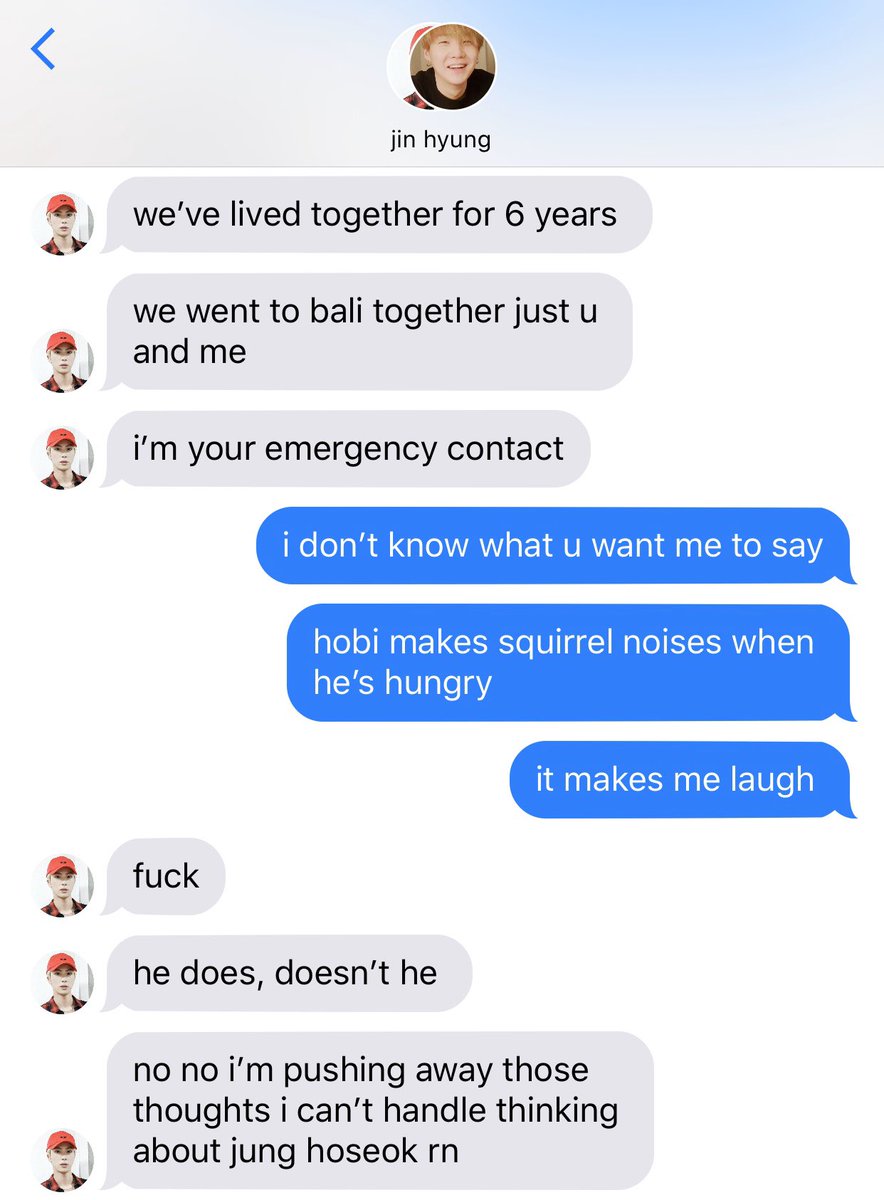 jin hyung
we’ve lived together for 6 years
we went to bali together just u
and me
i’m your emergency contact
i don’t know what u want me to say
hobi makes squirrel noises when
he’s hungry
it makes me laugh
fuck
he does, doesn’t he
no no i’m pushing away those
thoughts i can’t handle thinking
about jung hoseok rn